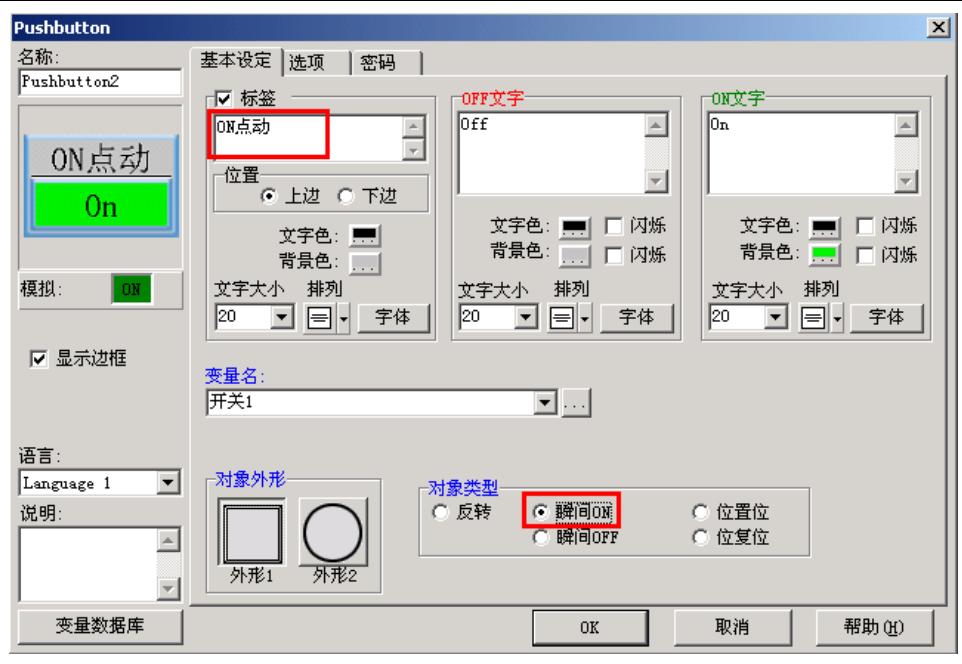 Pushbutton
名称:
Pushbutton2
ON点动
On
模拟: ON
显示边框
语言:
Language 1
说明:
变量数据库
基本设定 选项 密码
标签
ON点动
位置
上边 下边
文字色: ...
背景色: ...
文字大小 排列
20 字体
OFF文字
Off
文字色: ... 闪烁
背景色: ... 闪烁
文字大小 排列
20 字体
ON文字
On
文字色: ... 闪烁
背景色: ... 闪烁
文字大小 排列
20 字体
变量名:
开关1 ...
对象外形
外形1 外形2
对象类型
反转 瞬间ON 位置位
瞬间OFF 位复位
OK 取消 帮助(H)